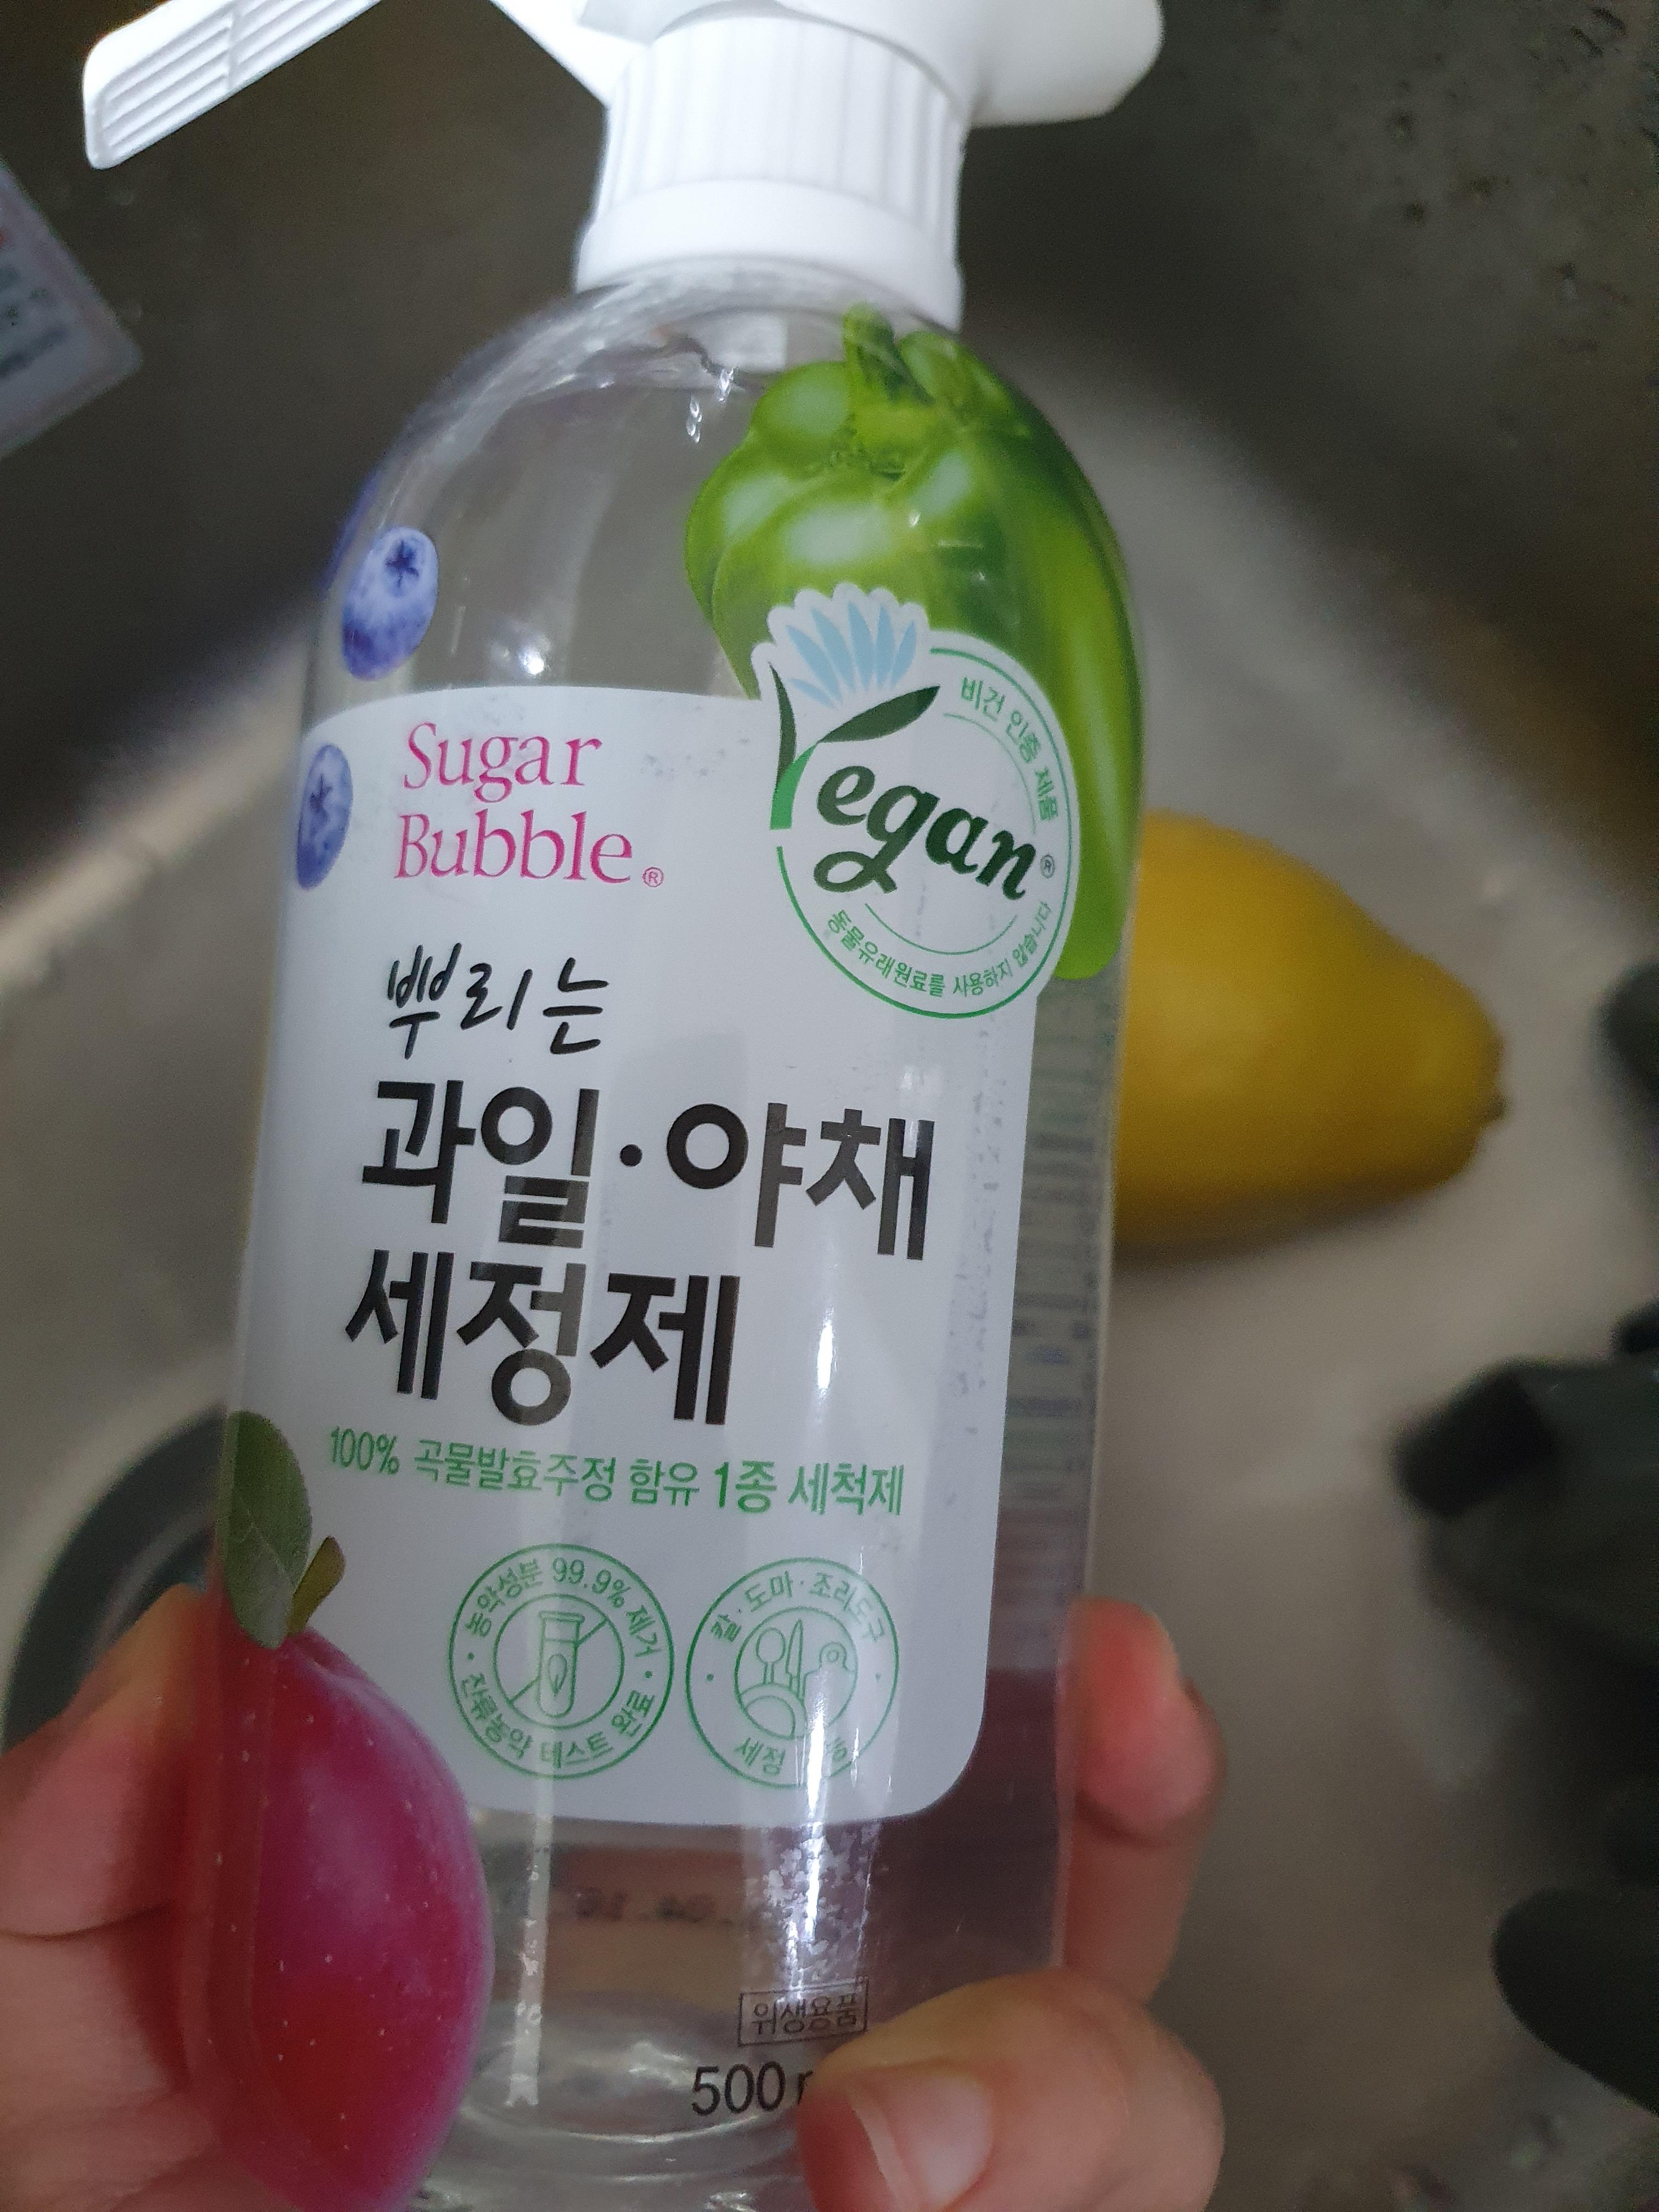 Sugar
Bubble®
Vegan®
비건 인증 제품
동물유래원료를 사용하지 않습니다
뿌리는
과일·야채
세정제
100% 곡물발효주정 함유 1종 세척제
농약성분 99.9% 제거
잔류농약 테스트 완료
칼·도마·조리도구
세정
위생용품
500